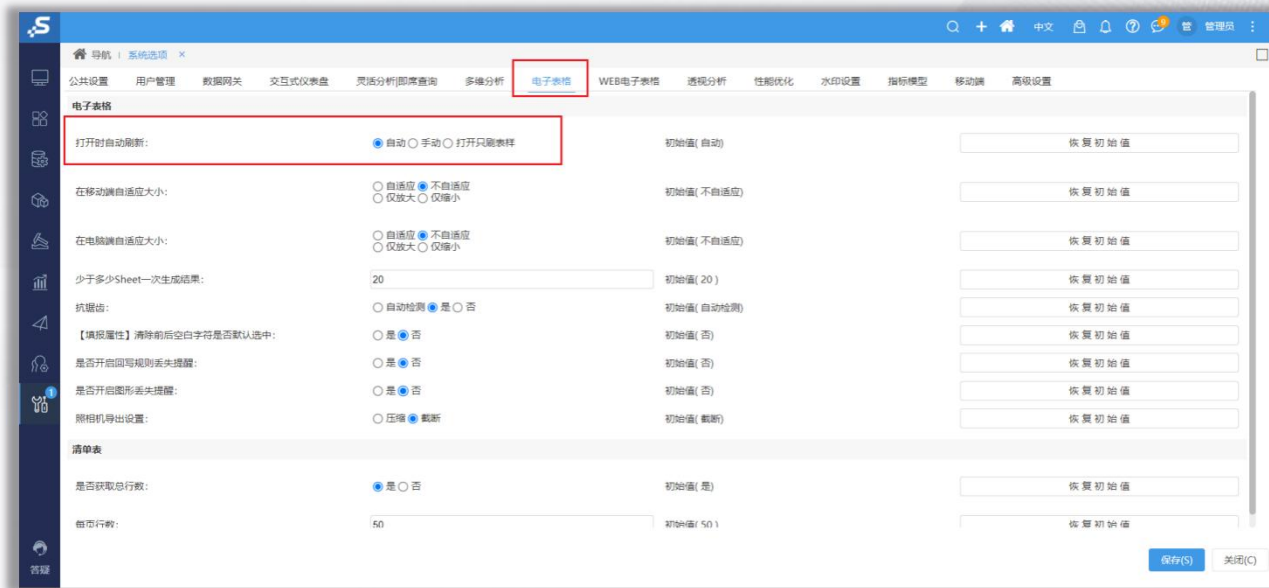 S
中文 9 管 管理员
导航 系统选项 ×
公共设置 用户管理 数据网关 交互式仪表盘 灵活分析|即席查询 多维分析 电子表格 WEB电子表格 透视分析 性能优化 水印设置 指标模型 移动端 高级设置
电子表格
打开时自动刷新： 自动 手动 打开只刷表样 初始值( 自动) 恢复初始值
在移动端自适应大小： 自适应 不自适应 初始值( 不自适应) 恢复初始值
仅放大 仅缩小
在电脑端自适应大小： 自适应 不自适应 初始值( 不自适应) 恢复初始值
仅放大 仅缩小
少于多少Sheet一次生成结果： 20 初始值( 20 ) 恢复初始值
抗锯齿： 自动检测 是 否 初始值( 自动检测) 恢复初始值
【填报属性】清除前后空白字符是否默认选中： 是 否 初始值( 否) 恢复初始值
是否开启回写规则丢失提醒： 是 否 初始值( 否) 恢复初始值
是否开启图形丢失提醒： 是 否 初始值( 否) 恢复初始值
1
照相机导出设置： 压缩 截断 初始值( 截断) 恢复初始值
清单表
是否获取总行数： 是 否 初始值( 是) 恢复初始值
每页行数： 50 初始值( 50 ) 恢复初始值
答疑
保存(S) 关闭(C)